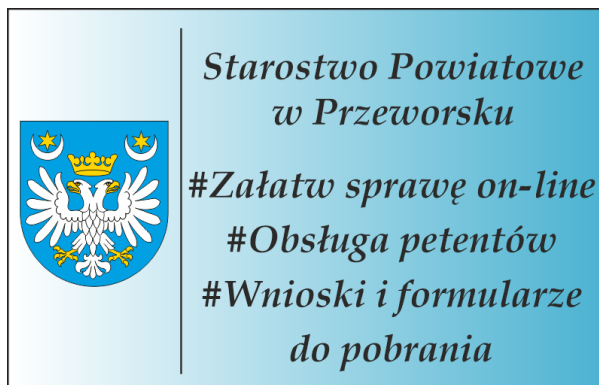 Starostwo Powiatowe
w Przeworsku
#Załatw sprawę on-line
#Obsługa petentów
#Wnioski i formularze
do pobrania